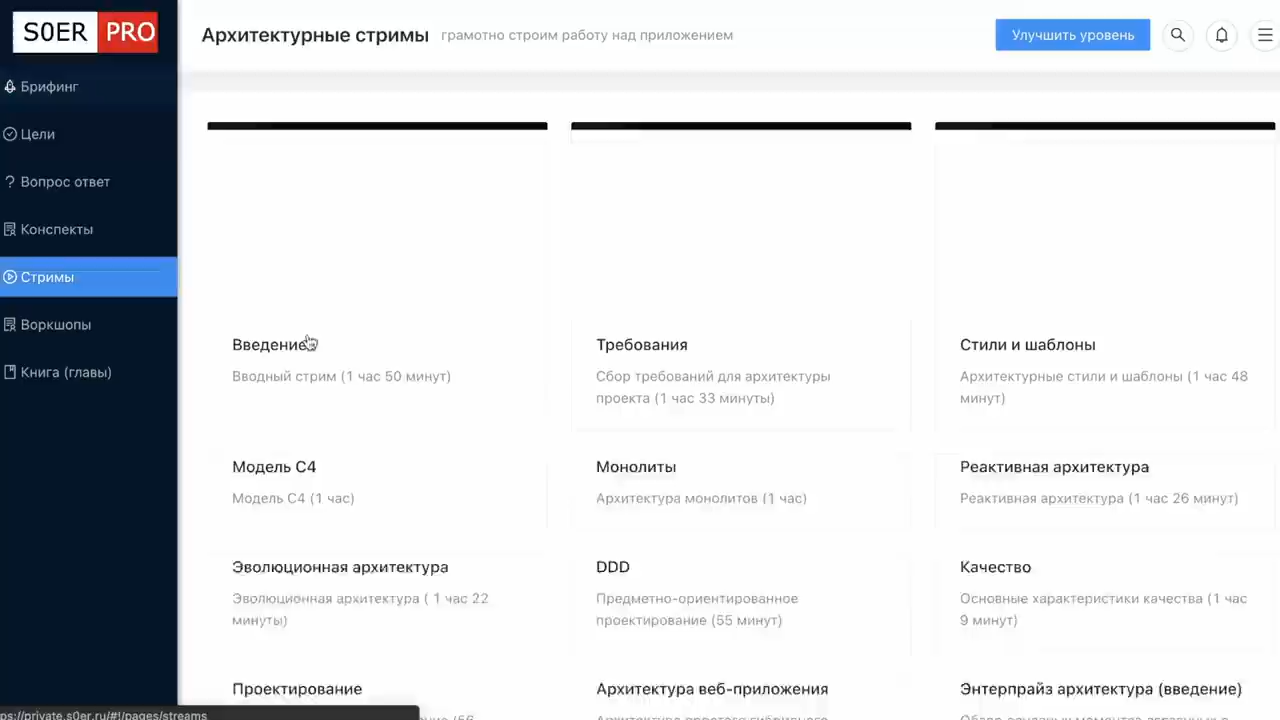 S0ER PRO
Архитектурные стримы
грамотно строим работу над приложением
Улучшить уровень
Брифинг
Цели
Вопрос ответ
Конспекты
Стримы
Воркшопы
Книга (главы)
Введение
Вводный стрим (1 час 50 минут)
Требования
Сбор требований для архитектуры
проекта (1 час 33 минуты)
Стили и шаблоны
Архитектурные стили и шаблоны (1 час 48
минут)
Модель C4
Модель C4 (1 час)
Монолиты
Архитектура монолитов (1 час)
Реактивная архитектура
Реактивная архитектура (1 час 26 минут)
Эволюционная архитектура
Эволюционная архитектура ( 1 час 22
минуты)
DDD
Предметно-ориентированное
проектирование (55 минут)
Качество
Основные характеристики качества (1 час
9 минут)
Проектирование
Архитектура веб-приложения
Энтерпрайз архитектура (введение)
ps://private.s0er.ru/#!/pages/streams